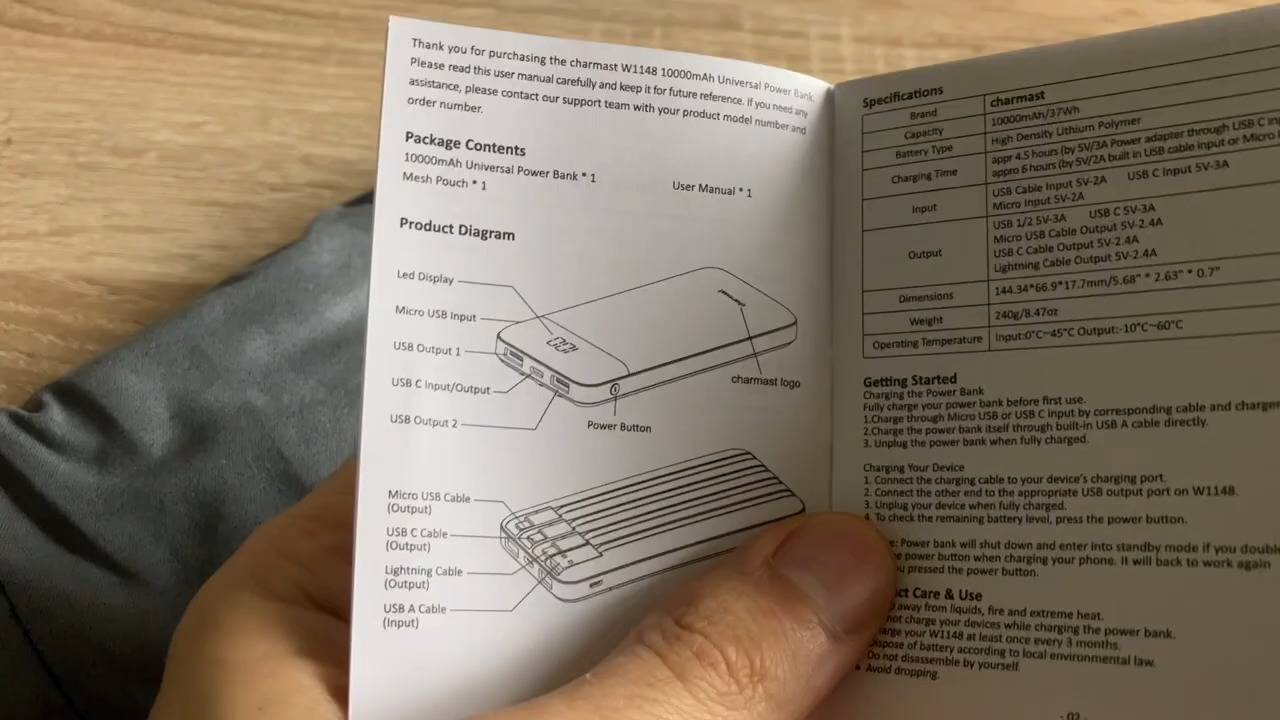 Thank you for purchasing the charmast W1148 10000mAh Universal Power Bank.
Please read this user manual carefully and keep it for future reference. If you need any
assistance, please contact our support team with your product model number and
order number.
Package Contents
10000mAh Universal Power Bank * 1
User Manual * 1
Mesh Pouch * 1
Product Diagram
Led Display
Micro USB Input
USB Output 1
USB C Input/Output
USB Output 2
Power Button
charmast logo
Micro USB Cable
(Output)
USB C Cable
(Output)
Lightning Cable
(Output)
USB A Cable
(Input)
Specifications
Brand charmast
Capacity 10000mAh/37Wh
Battery Type High Density Lithium Polymer
Charging Time appr 4.5 hours (by 5V/3A Power adapter through USB C
appro 6 hours (by 5V/2A built in USB cable input or Micro
Input USB Cable Input 5V-2A USB C Input 5V-3A
Micro Input 5V-2A
Output USB 1/2 5V-3A USB C 5V-3A
Micro USB Cable Output 5V-2.4A
USB C Cable Output 5V-2.4A
Lightning Cable Output 5V-2.4A
Dimensions 144.34*66.9*17.7mm/5.68" * 2.63" * 0.7"
Weight 240g/8.47oz
Operating Temperature Input:0°C~45°C Output:-10°C~60°C
Getting Started
Charging the Power Bank
Fully charge your power bank before first use.
1.Charge through Micro USB or USB C input by corresponding cable and charger
2.Charge the power bank itself through built-in USB A cable directly.
3. Unplug the power bank when fully charged.
Charging Your Device
1. Connect the charging cable to your device's charging port.
2. Connect the other end to the appropriate USB output port on W1148.
3. Unplug your device when fully charged.
4. To check the remaining battery level, press the power button.
Power bank will shut down and enter into standby mode if you double
power button when charging your phone. It will back to work again
pressed the power button.
Care & Use
away from liquids, fire and extreme heat.
not charge your devices while charging the power bank.
your W1148 at least once every 3 months.
of battery according to local environmental law.
Do not disassemble by yourself.
• Avoid dropping.